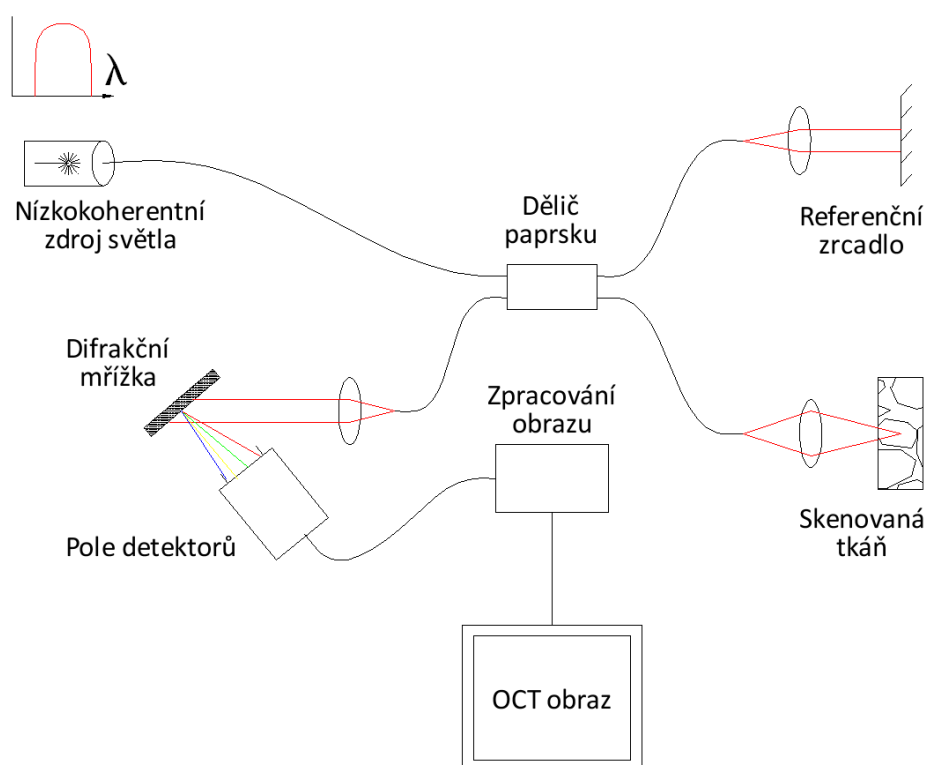 λ
Nízkokoherentní
zdroj světla
Dělič
paprsku
Referenční
zrcadlo
Difrakční
mřížka
Zpracování
obrazu
Pole detektorů
Skenovaná
tkáň
OCT obraz